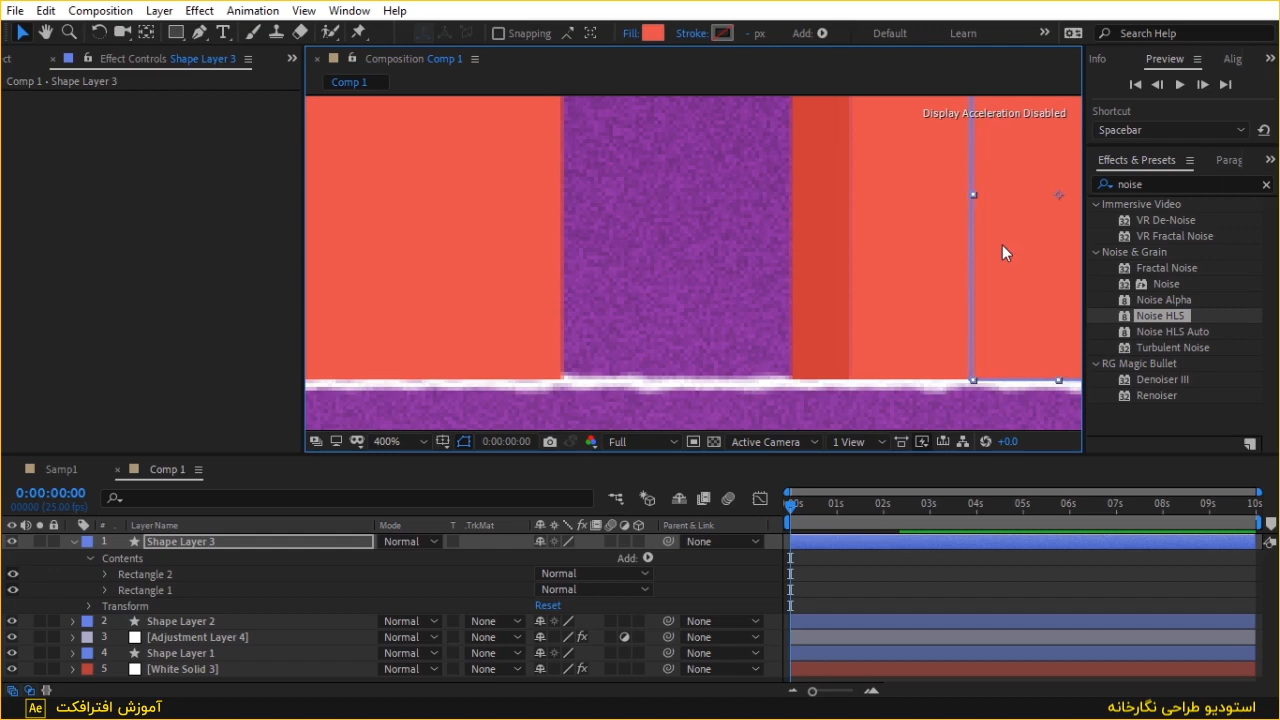 File Edit Composition Layer Effect Animation View Window Help
Snapping Fill: Stroke: - px Add: Default Learn Search Help
ct Effect Controls Shape Layer 3
Comp 1 • Shape Layer 3
Composition Comp 1
Comp 1
Display Acceleration Disabled
400% 0:00:00:00 Full Active Camera 1 View +0.0
Info Preview Alig
Shortcut
Spacebar
Effects & Presets Parag
noise
Immersive Video
VR De-Noise
VR Fractal Noise
Noise & Grain
Fractal Noise
Noise
Noise Alpha
Noise HLS
Noise HLS Auto
Turbulent Noise
RG Magic Bullet
Denoiser III
Renoiser
Samp1 Comp 1
0:00:00:00
00000 (25.00 fps)
:00s 01s 02s 03s 04s 05s 06s 07s 08s 09s 10s
# Layer Name Mode T .TrkMat Parent & Link
1 Shape Layer 3 Normal None
Contents Add:
Rectangle 2 Normal
Rectangle 1 Normal
Transform Reset
2 Shape Layer 2 Normal None None
3 [Adjustment Layer 4] Normal None None
4 Shape Layer 1 Normal None None
5 [White Solid 3] Normal None None
Ae آموزش افترافکت
استودیو طراحی نگارخانه